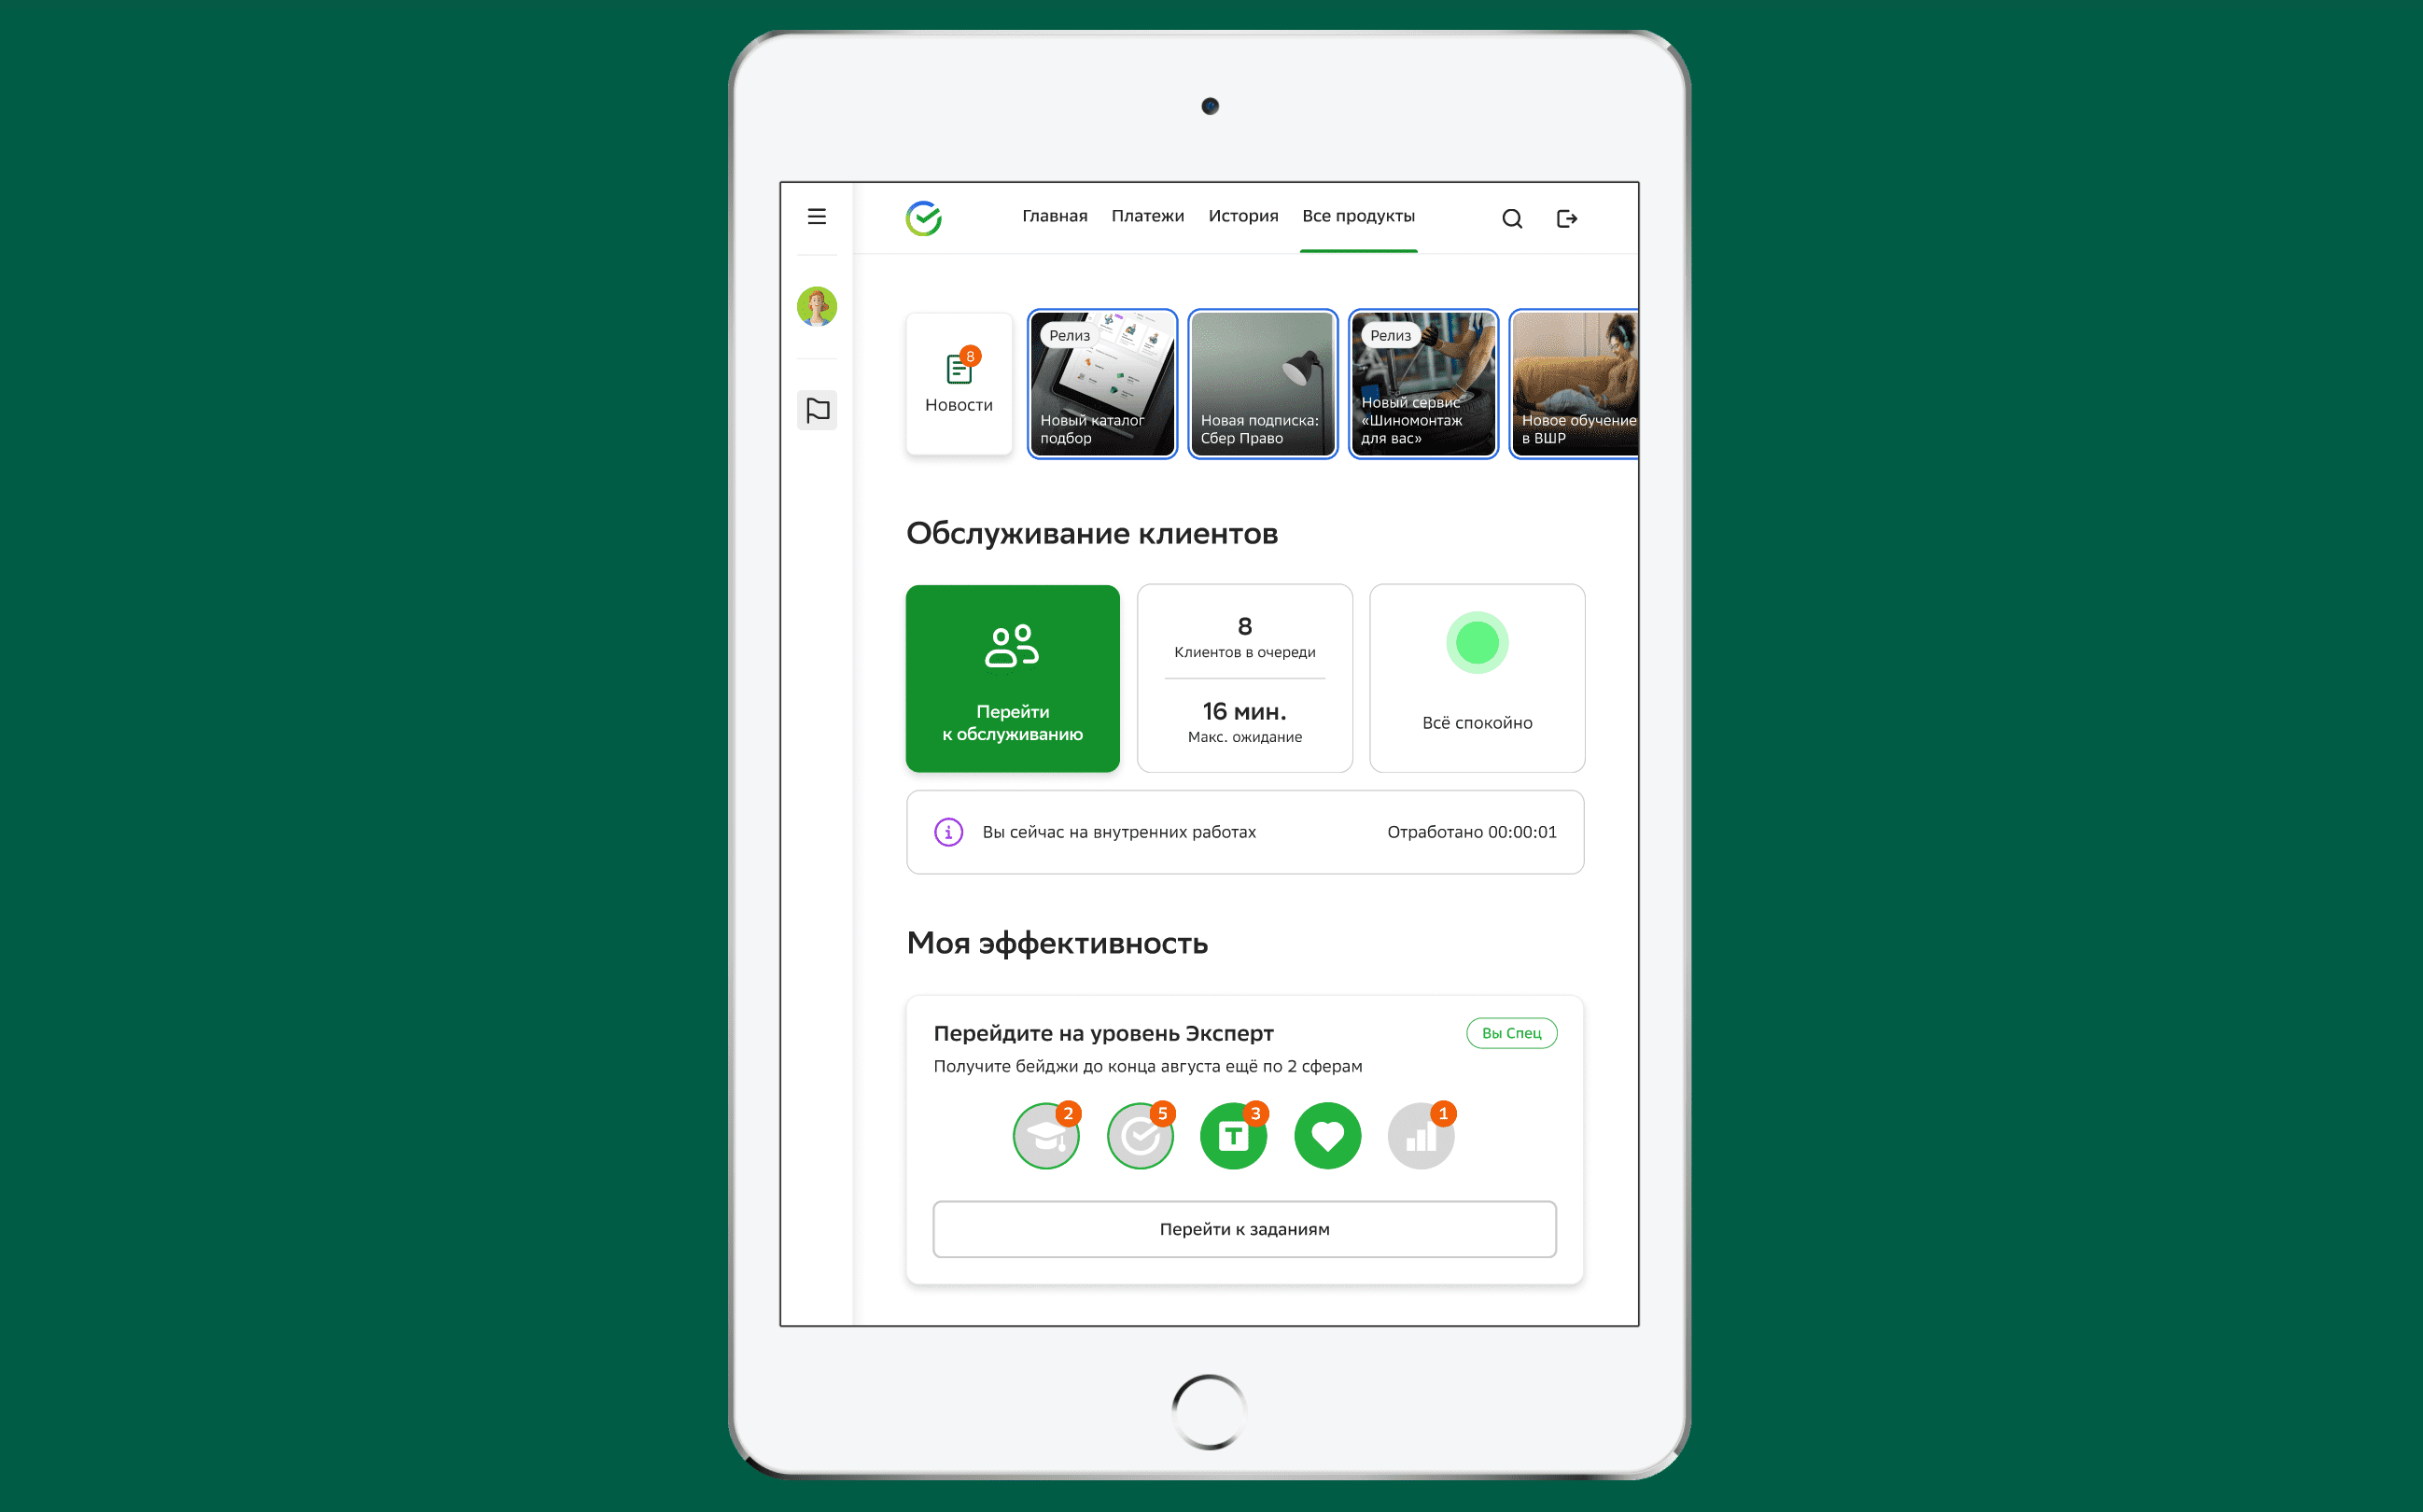 Главная Платежи История Все продукты
8
Новости
Релиз
Новый каталог
подбор
Новая подписка:
Сбер Право
Релиз
Новый сервис
«Шиномонтаж
для вас»
Новое обучение
в ВШР
Обслуживание клиентов
Перейти
к обслуживанию
8
Клиентов в очереди
16 мин.
Макс. ожидание
Всё спокойно
Вы сейчас на внутренних работах
Отработано 00:00:01
Моя эффективность
Перейдите на уровень Эксперт
Вы Спец
Получите бейджи до конца августа ещё по 2 сферам
2 5 3 1
T
Перейти к заданиям